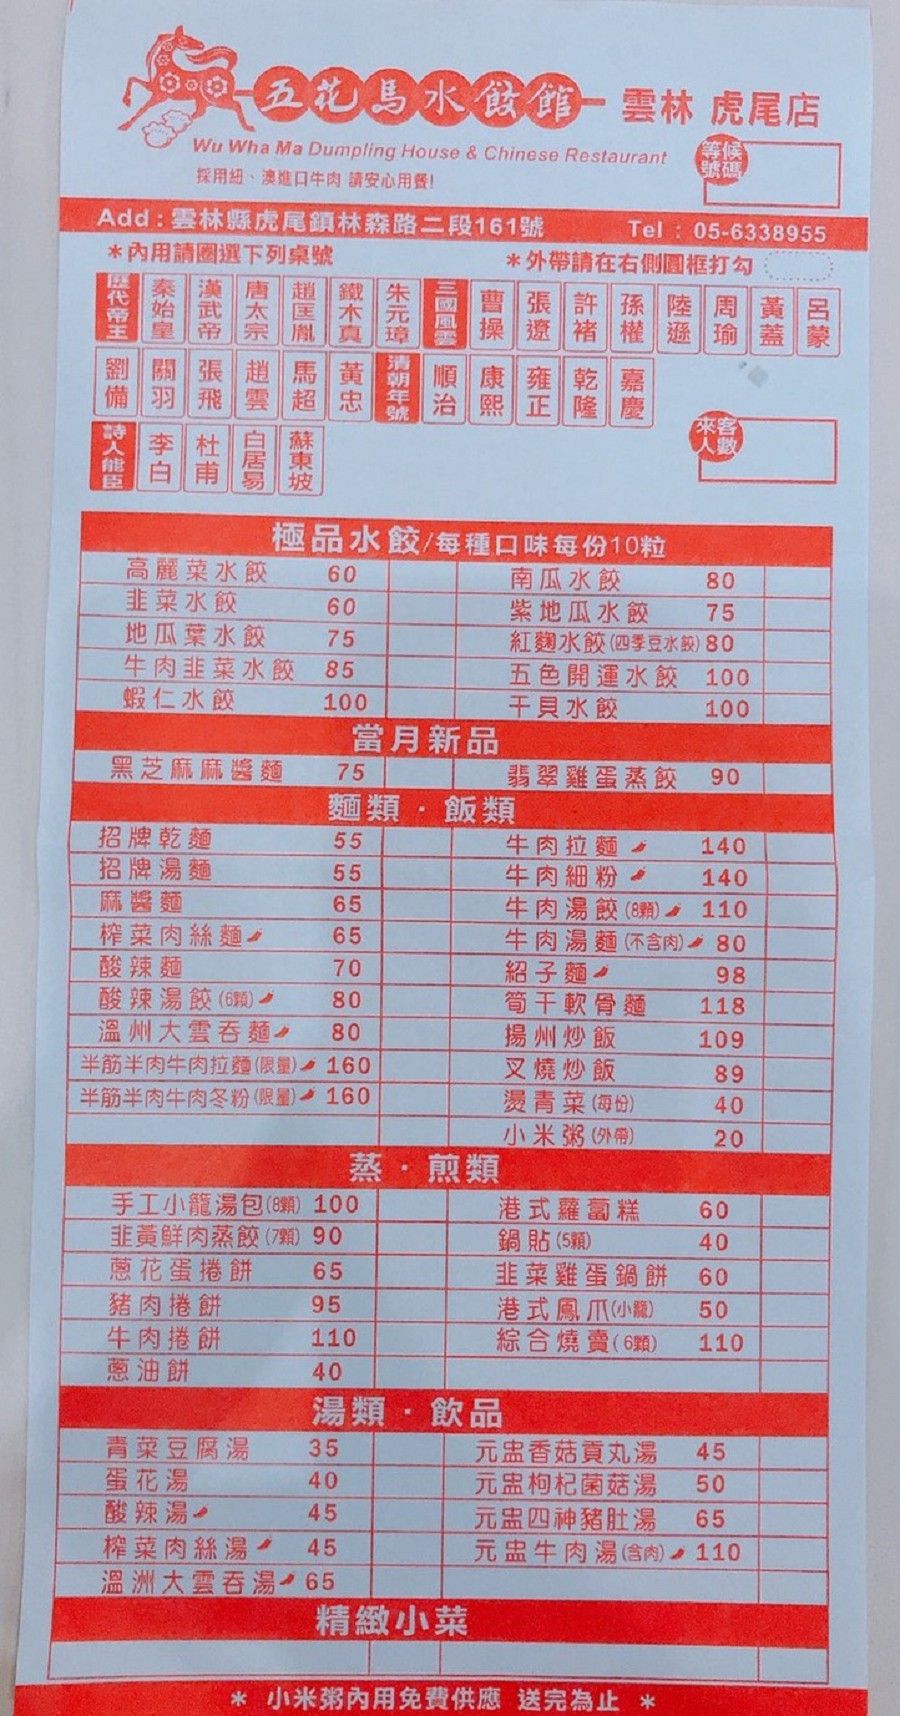 五花馬水餃館 雲林 虎尾店
Wu Wha Ma Dumpling House & Chinese Restaurant
採用紐、澳進口牛肉 請安心用餐!
等候號碼
Add : 雲林縣虎尾鎮林森路二段161號 Tel : 05-6338955
*內用請圈選下列桌號 *外帶請在右側圓框打勾
歷代帝王 秦始皇 漢武帝 唐太宗 趙匡胤 鐵木真 朱元璋 三國風雲 曹操 張遼 許褚 孫權 陸遜 周瑜 黃蓋 呂蒙
劉備 關羽 張飛 趙雲 馬超 黃忠 清朝年號 順治 康熙 雍正 乾隆 嘉慶
詩人能臣 李白 杜甫 白居易 蘇東坡
來客人數
極品水餃/每種口味每份10粒
高麗菜水餃 60 南瓜水餃 80
韭菜水餃 60 紫地瓜水餃 75
地瓜葉水餃 75 紅麴水餃(四季豆水餃) 80
牛肉韭菜水餃 85 五色開運水餃 100
蝦仁水餃 100 干貝水餃 100
當月新品
黑芝麻麻醬麵 75 翡翠雞蛋蒸餃 90
麵類·飯類
招牌乾麵 55 牛肉拉麵 140
招牌湯麵 55 牛肉細粉 140
麻醬麵 65 牛肉湯餃(8顆) 110
榨菜肉絲麵 65 牛肉湯麵(不含肉) 80
酸辣麵 70 紹子麵 98
酸辣湯餃(6顆) 80 筍干軟骨麵 118
溫州大雲吞麵 80 揚州炒飯 109
半筋半肉牛肉拉麵(限量) 160 叉燒炒飯 89
半筋半肉牛肉冬粉(限量) 160 燙青菜(每份) 40
小米粥(外帶) 20
蒸·煎類
手工小籠湯包(8顆) 100 港式蘿蔔糕 60
韭黃鮮肉蒸餃(7顆) 90 鍋貼(5顆) 40
蔥花蛋捲餅 65 韭菜雞蛋鍋餅 60
豬肉捲餅 95 港式鳳爪(小籠) 50
牛肉捲餅 110 綜合燒賣(6顆) 110
蔥油餅 40
湯類·飲品
青菜豆腐湯 35 元盅香菇貢丸湯 45
蛋花湯 40 元盅枸杞菌菇湯 50
酸辣湯 45 元盅四神豬肚湯 65
榨菜肉絲湯 45 元盅牛肉湯(含肉) 110
溫洲大雲吞湯 65
精緻小菜
* 小米粥內用免費供應 送完為止 *